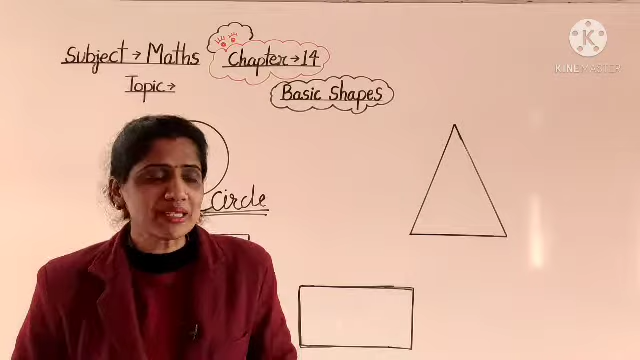 Subject → Maths
Chapter → 14
Topic →
Basic Shapes
Circle
K
KINEMASTER